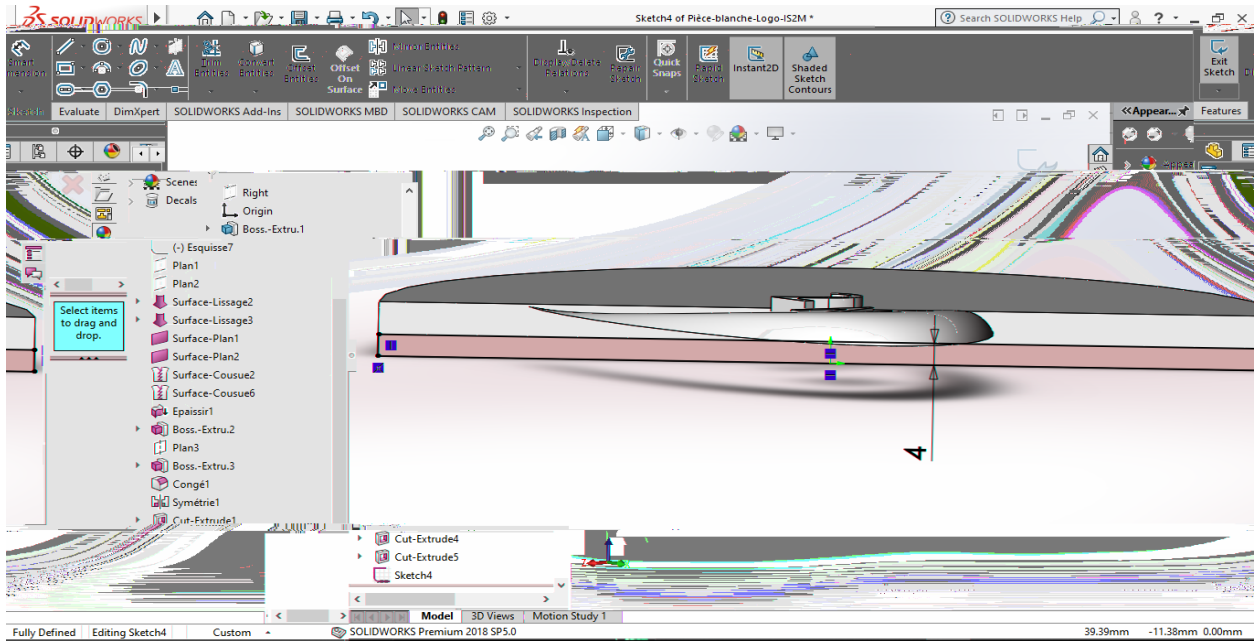 SOLIDWORKS
Sketch4 of Pièce-blanche-Logo-IS2M *
Search SOLIDWORKS Help
Mirror Entities
Linear Sketch Pattern
Move Entities
Trim Entities
Convert Entities
Offset Entities
Offset On Surface
Display/Delete Relations
Repair Sketch
Quick Snaps
Rapid Sketch
Instant2D
Shaded Sketch Contours
Exit Sketch
Sketch
Evaluate
DimXpert
SOLIDWORKS Add-Ins
SOLIDWORKS MBD
SOLIDWORKS CAM
SOLIDWORKS Inspection
<<Appear...
Features
Scenes
Decals
Right
Origin
Boss.-Extru.1
(-) Esquisse7
Plan1
Plan2
Surface-Lissage2
Surface-Lissage3
Surface-Plan1
Surface-Plan2
Surface-Cousue2
Surface-Cousue6
Epaissir1
Boss.-Extru.2
Plan3
Boss.-Extru.3
Congé1
Symétrie1
Cut-Extrude1
Select items
to drag and
drop.
4
Cut-Extrude4
Cut-Extrude5
Sketch4
Model
3D Views
Motion Study 1
Fully Defined
Editing Sketch4
Custom
SOLIDWORKS Premium 2018 SP5.0
39.39mm
-11.38mm 0.00mm